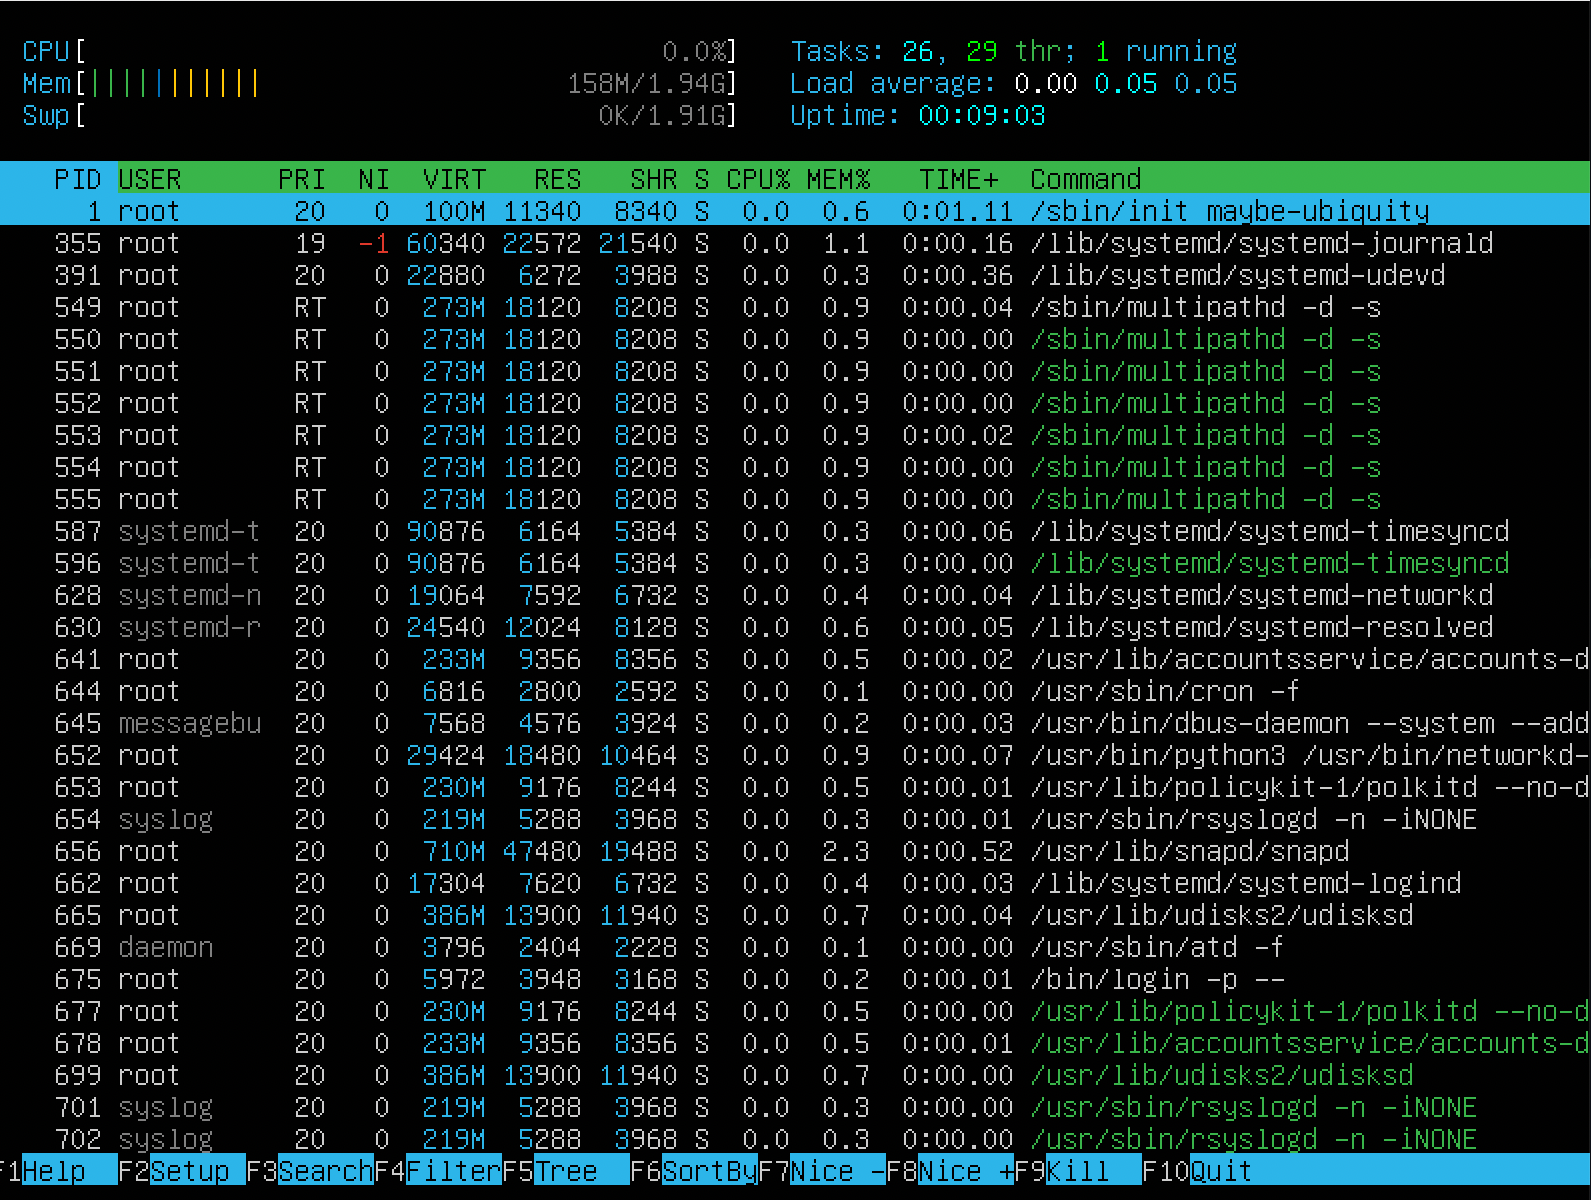 CPU[ 0.0%] Tasks: 26, 29 thr; 1 running
Mem[||||||||||| 158M/1.94G] Load average: 0.00 0.05 0.05
Swp[ 0K/1.91G] Uptime: 00:09:03
PID USER PRI NI VIRT RES SHR S CPU% MEM% TIME+ Command
1 root 20 0 100M 11340 8340 S 0.0 0.6 0:01.11 /sbin/init maybe-ubiquity
355 root 19 -1 60340 22572 21540 S 0.0 1.1 0:00.16 /lib/systemd/systemd-journald
391 root 20 0 22880 6272 3988 S 0.0 0.3 0:00.36 /lib/systemd/systemd-udevd
549 root RT 0 273M 18120 8208 S 0.0 0.9 0:00.04 /sbin/multipathd -d -s
550 root RT 0 273M 18120 8208 S 0.0 0.9 0:00.00 /sbin/multipathd -d -s
551 root RT 0 273M 18120 8208 S 0.0 0.9 0:00.00 /sbin/multipathd -d -s
552 root RT 0 273M 18120 8208 S 0.0 0.9 0:00.00 /sbin/multipathd -d -s
553 root RT 0 273M 18120 8208 S 0.0 0.9 0:00.02 /sbin/multipathd -d -s
554 root RT 0 273M 18120 8208 S 0.0 0.9 0:00.00 /sbin/multipathd -d -s
555 root RT 0 273M 18120 8208 S 0.0 0.9 0:00.00 /sbin/multipathd -d -s
587 systemd-t 20 0 90876 6164 5384 S 0.0 0.3 0:00.06 /lib/systemd/systemd-timesyncd
596 systemd-t 20 0 90876 6164 5384 S 0.0 0.3 0:00.00 /lib/systemd/systemd-timesyncd
628 systemd-n 20 0 19064 7592 6732 S 0.0 0.4 0:00.04 /lib/systemd/systemd-networkd
630 systemd-r 20 0 24540 12024 8128 S 0.0 0.6 0:00.05 /lib/systemd/systemd-resolved
641 root 20 0 233M 9356 8356 S 0.0 0.5 0:00.02 /usr/lib/accountsservice/accounts-d
644 root 20 0 6816 2800 2592 S 0.0 0.1 0:00.00 /usr/sbin/cron -f
645 messagebu 20 0 7568 4576 3924 S 0.0 0.2 0:00.03 /usr/bin/dbus-daemon --system --add
652 root 20 0 29424 18480 10464 S 0.0 0.9 0:00.07 /usr/bin/python3 /usr/bin/networkd-
653 root 20 0 230M 9176 8244 S 0.0 0.5 0:00.01 /usr/lib/policykit-1/polkitd --no-d
654 syslog 20 0 219M 5288 3968 S 0.0 0.3 0:00.01 /usr/sbin/rsyslogd -n -iNONE
656 root 20 0 710M 47480 19488 S 0.0 2.3 0:00.52 /usr/lib/snapd/snapd
662 root 20 0 17304 7620 6732 S 0.0 0.4 0:00.03 /lib/systemd/systemd-logind
665 root 20 0 386M 13900 11940 S 0.0 0.7 0:00.04 /usr/lib/udisks2/udisksd
669 daemon 20 0 3796 2404 2228 S 0.0 0.1 0:00.00 /usr/sbin/atd -f
675 root 20 0 5972 3948 3168 S 0.0 0.2 0:00.01 /bin/login -p --
677 root 20 0 230M 9176 8244 S 0.0 0.5 0:00.00 /usr/lib/policykit-1/polkitd --no-d
678 root 20 0 233M 9356 8356 S 0.0 0.5 0:00.01 /usr/lib/accountsservice/accounts-d
699 root 20 0 386M 13900 11940 S 0.0 0.7 0:00.00 /usr/lib/udisks2/udisksd
701 syslog 20 0 219M 5288 3968 S 0.0 0.3 0:00.00 /usr/sbin/rsyslogd -n -iNONE
702 syslog 20 0 219M 5288 3968 S 0.0 0.3 0:00.00 /usr/sbin/rsyslogd -n -iNONE
F1Help F2Setup F3SearchF4FilterF5Tree F6SortByF7Nice -F8Nice +F9Kill F10Quit